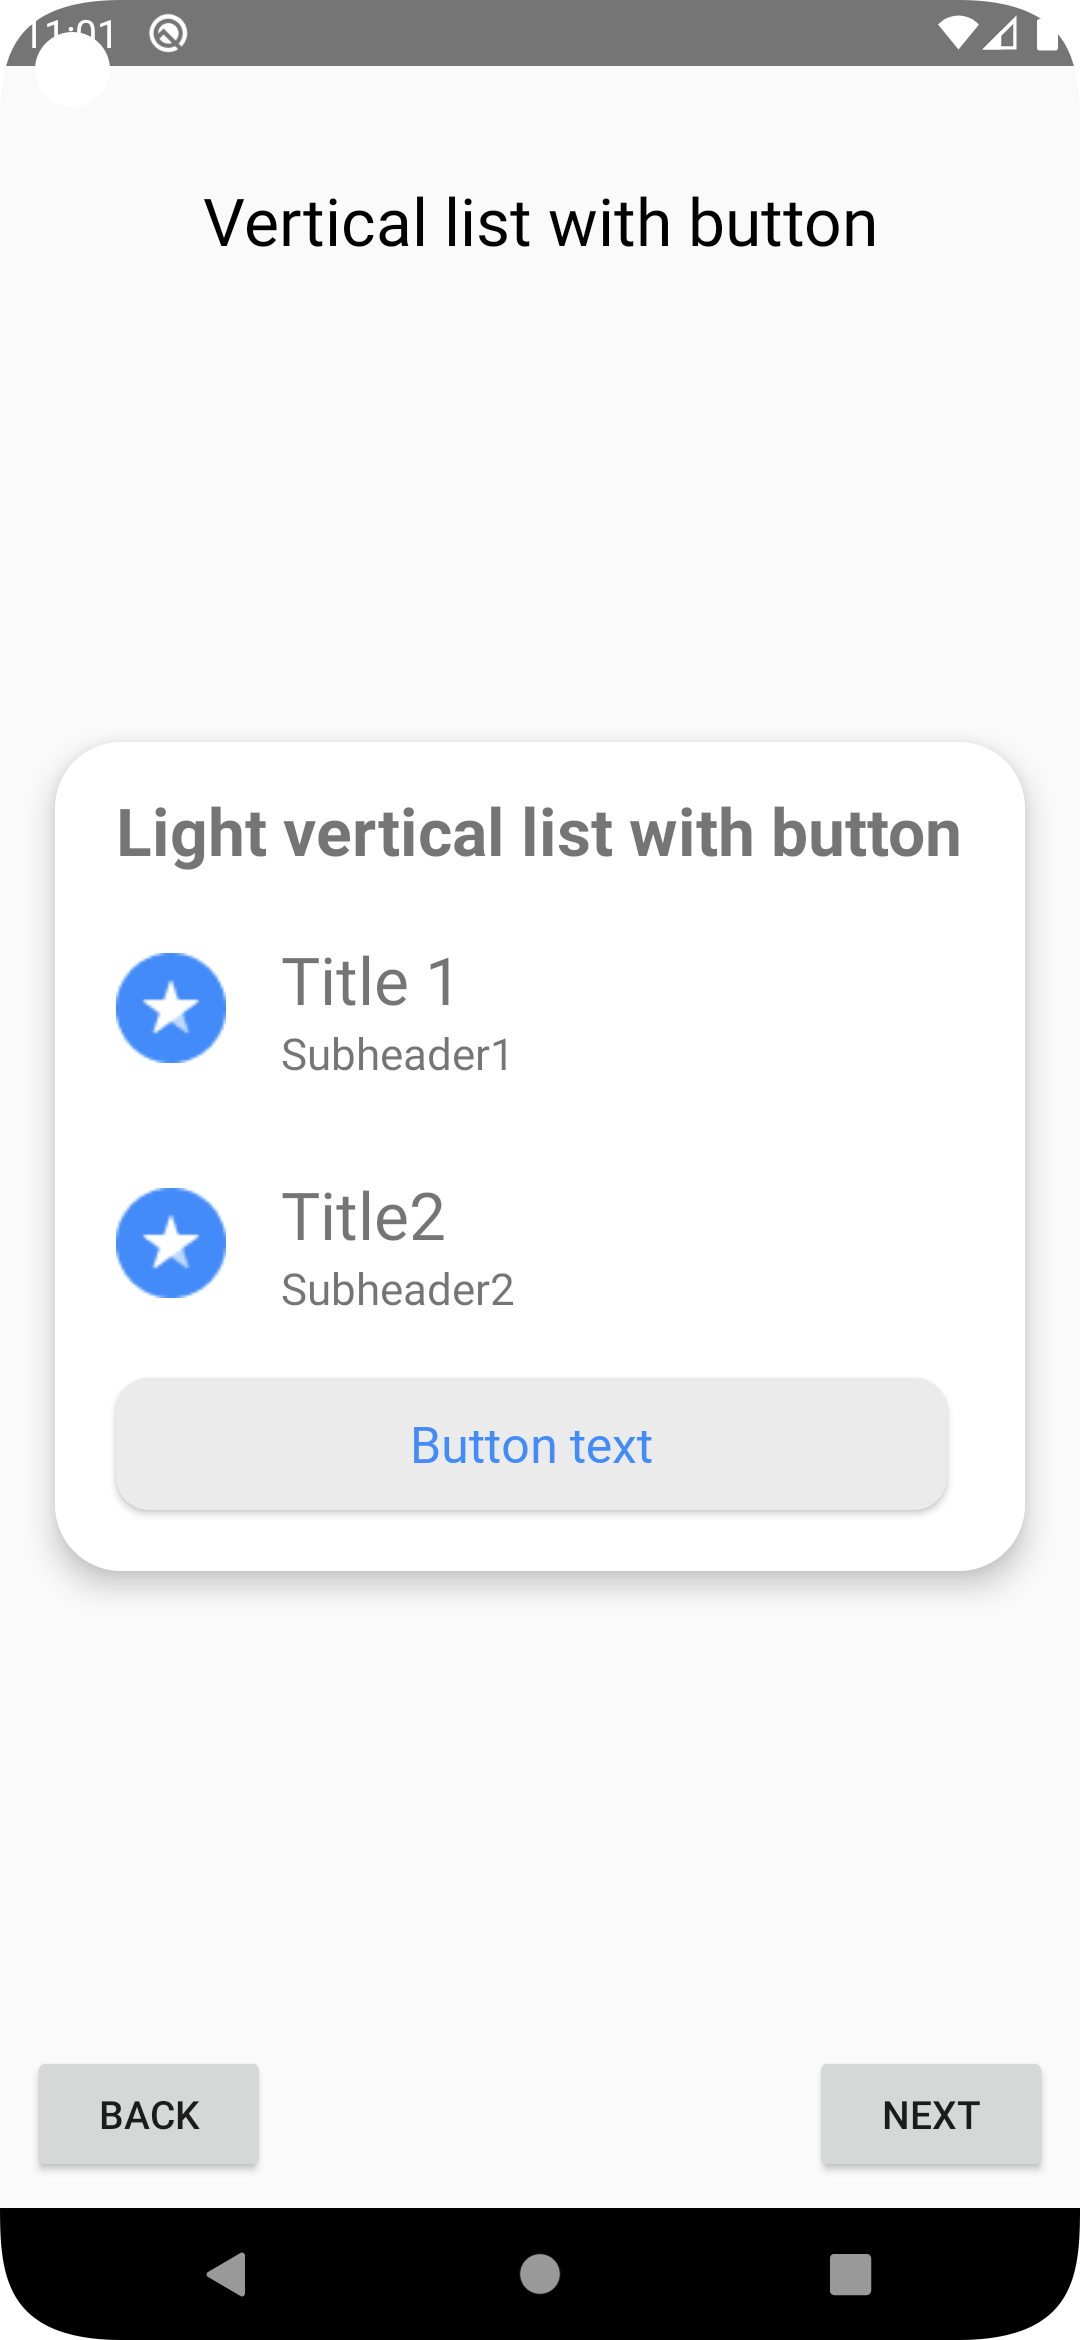 11:01
Vertical list with button
Light vertical list with button
Title 1
Subheader1
Title2
Subheader2
Button text
BACK
NEXT